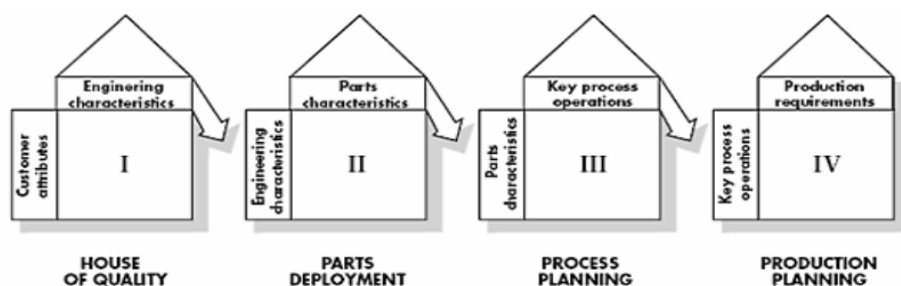 Enginering
characteristics
Customer
attributes
I
HOUSE
OF QUALITY
Parts
characteristics
Engineering
characteristics
II
PARTS
DEPLOYMENT
Key process
operations
Parts
characteristics
III
PROCESS
PLANNING
Production
requirements
Key process
operations
IV
PRODUCTION
PLANNING